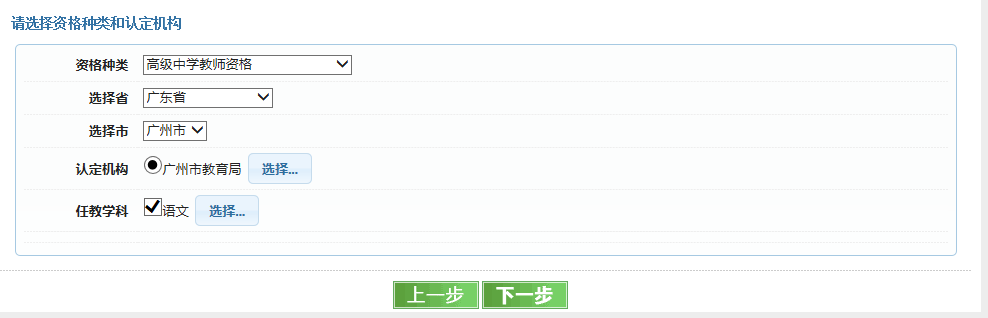 请选择资格种类和认定机构
资格种类 高级中学教师资格
选择省 广东省
选择市 广州市
认定机构 广州市教育局 选择...
任教学科 语文 选择...
上一步 下一步